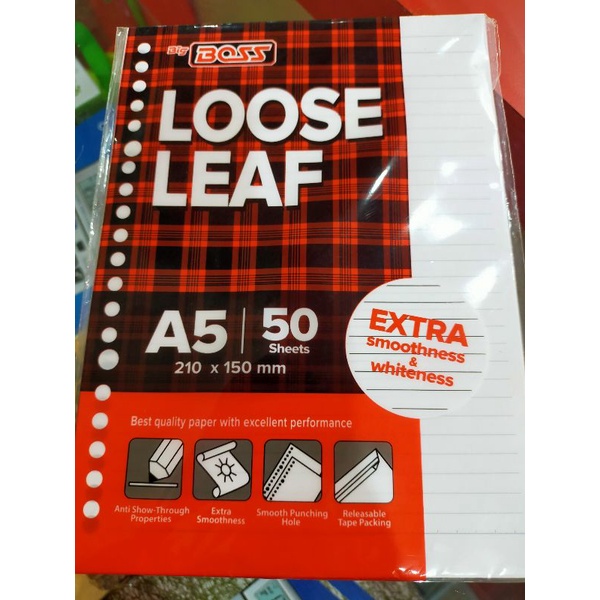 Big BOSS
LOOSE
LEAF
A5 | 50
Sheets
210 x 150 mm
EXTRA
smoothness
&
whiteness
Best quality paper with excellent performance
Anti Show-Through
Properties
Extra
Smoothness
Smooth Punching
Hole
Releasable
Tape Packing